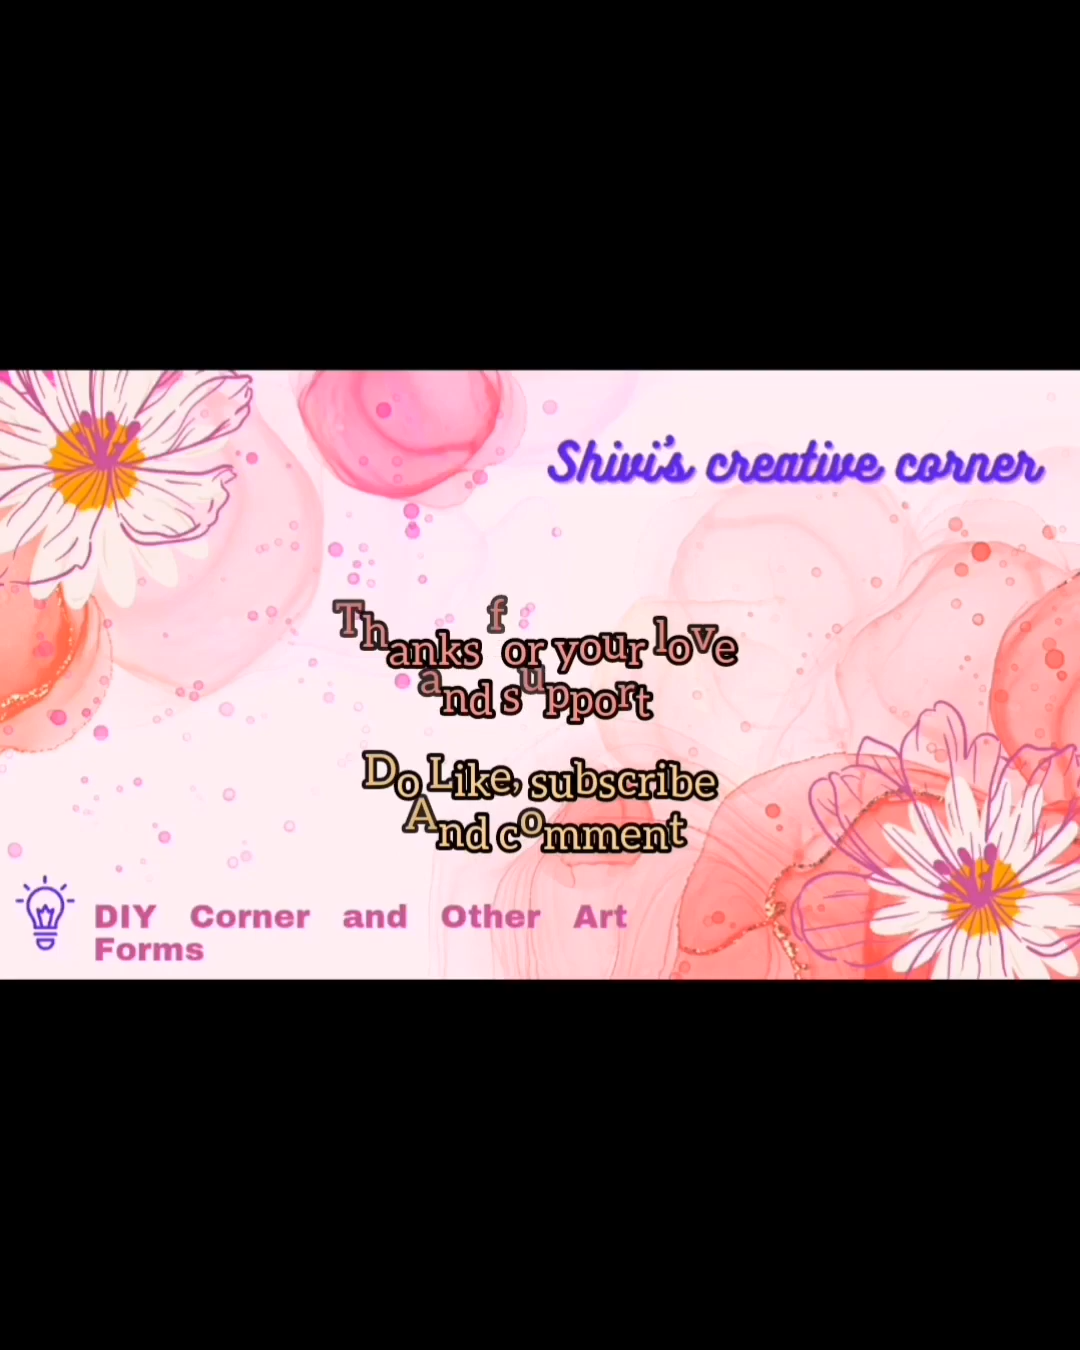 Shivi's creative corner
Thanks for your love
and support
Do Like, subscribe
And comment
DIY Corner and Other Art
Forms